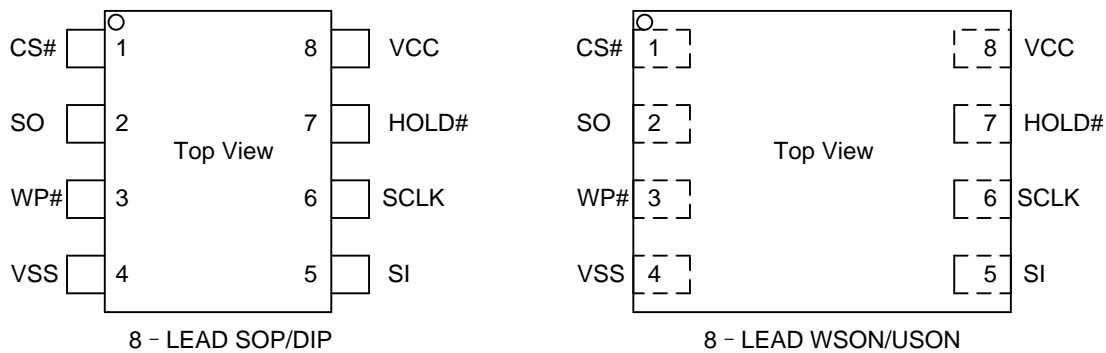 CS# 1 8 VCC
SO 2 7 HOLD#
Top View
WP# 3 6 SCLK
VSS 4 5 SI
8 – LEAD SOP/DIP
CS# 1 8 VCC
SO 2 7 HOLD#
Top View
WP# 3 6 SCLK
VSS 4 5 SI
8 – LEAD WSON/USON